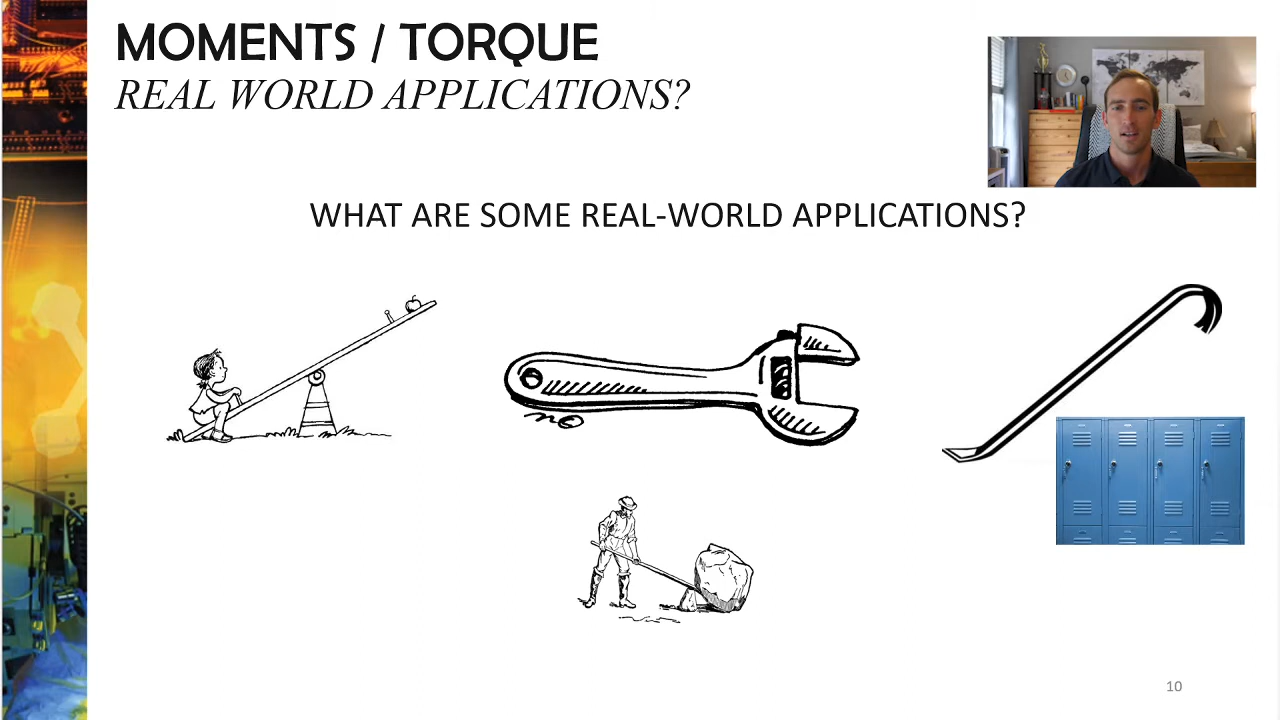 MOMENTS / TORQUE
REAL WORLD APPLICATIONS?
WHAT ARE SOME REAL-WORLD APPLICATIONS?
10